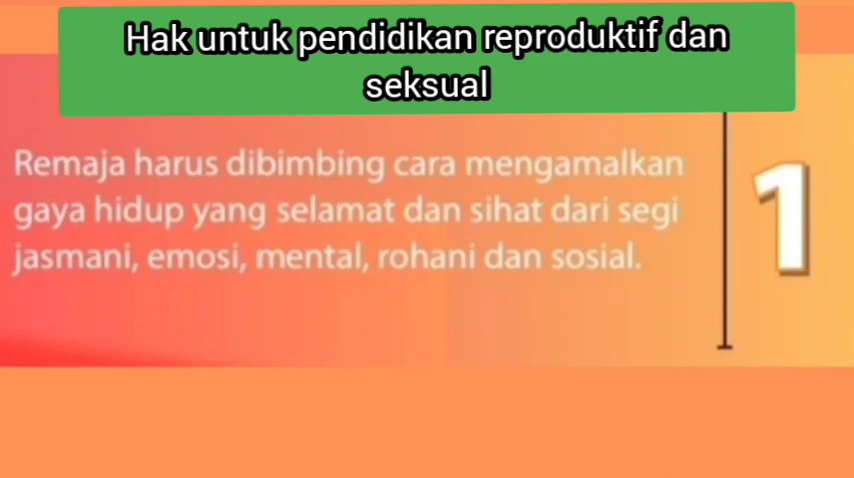 Hak untuk pendidikan reproduktif dan
seksual
Remaja harus dibimbing cara mengamalkan
gaya hidup yang selamat dan sihat dari segi
jasmani, emosi, mental, rohani dan sosial.
1